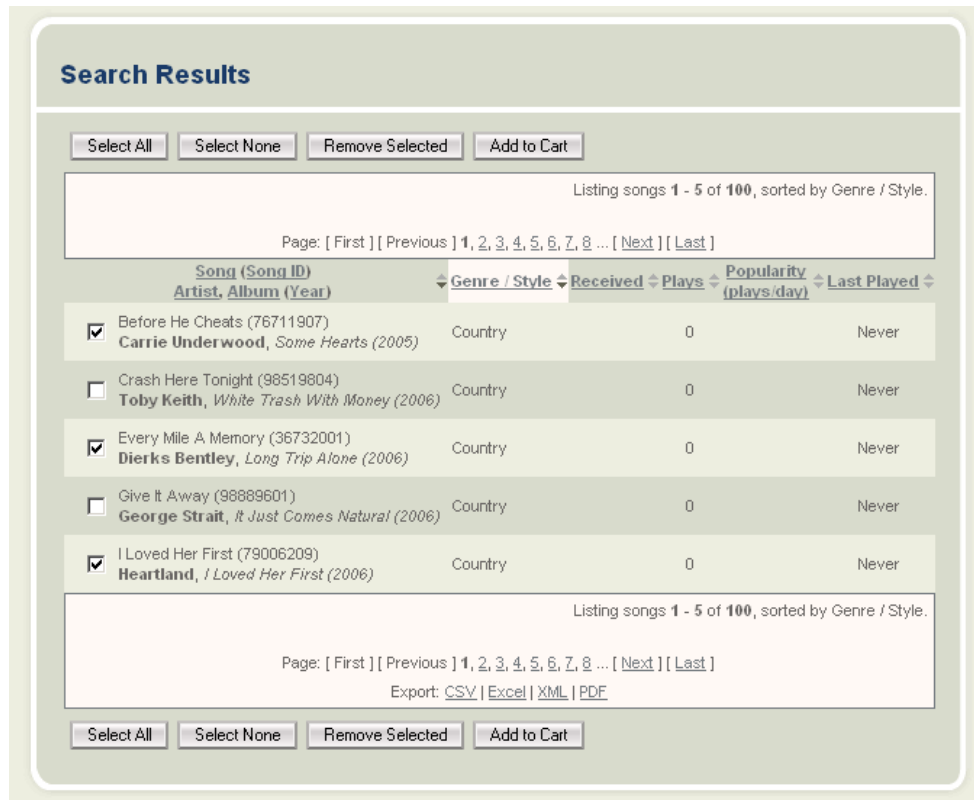 Search Results
Select All Select None Remove Selected Add to Cart
Listing songs 1 - 5 of 100, sorted by Genre / Style.
Page: [ First ] [ Previous ] 1, 2, 3, 4, 5, 6, 7, 8 ... [ Next ] [ Last ]
Song (Song ID)
Artist, Album (Year)
Genre / Style
Received
Plays
Popularity
(plays/day)
Last Played
Before He Cheats (76711907)
Carrie Underwood, Some Hearts (2005)
Country 0 Never
Crash Here Tonight (98519804)
Toby Keith, White Trash With Money (2006)
Country 0 Never
Every Mile A Memory (36732001)
Dierks Bentley, Long Trip Alone (2006)
Country 0 Never
Give It Away (98889601)
George Strait, It Just Comes Natural (2006)
Country 0 Never
I Loved Her First (79006209)
Heartland, I Loved Her First (2006)
Country 0 Never
Listing songs 1 - 5 of 100, sorted by Genre / Style.
Page: [ First ] [ Previous ] 1, 2, 3, 4, 5, 6, 7, 8 ... [ Next ] [ Last ]
Export: CSV | Excel | XML | PDF
Select All Select None Remove Selected Add to Cart